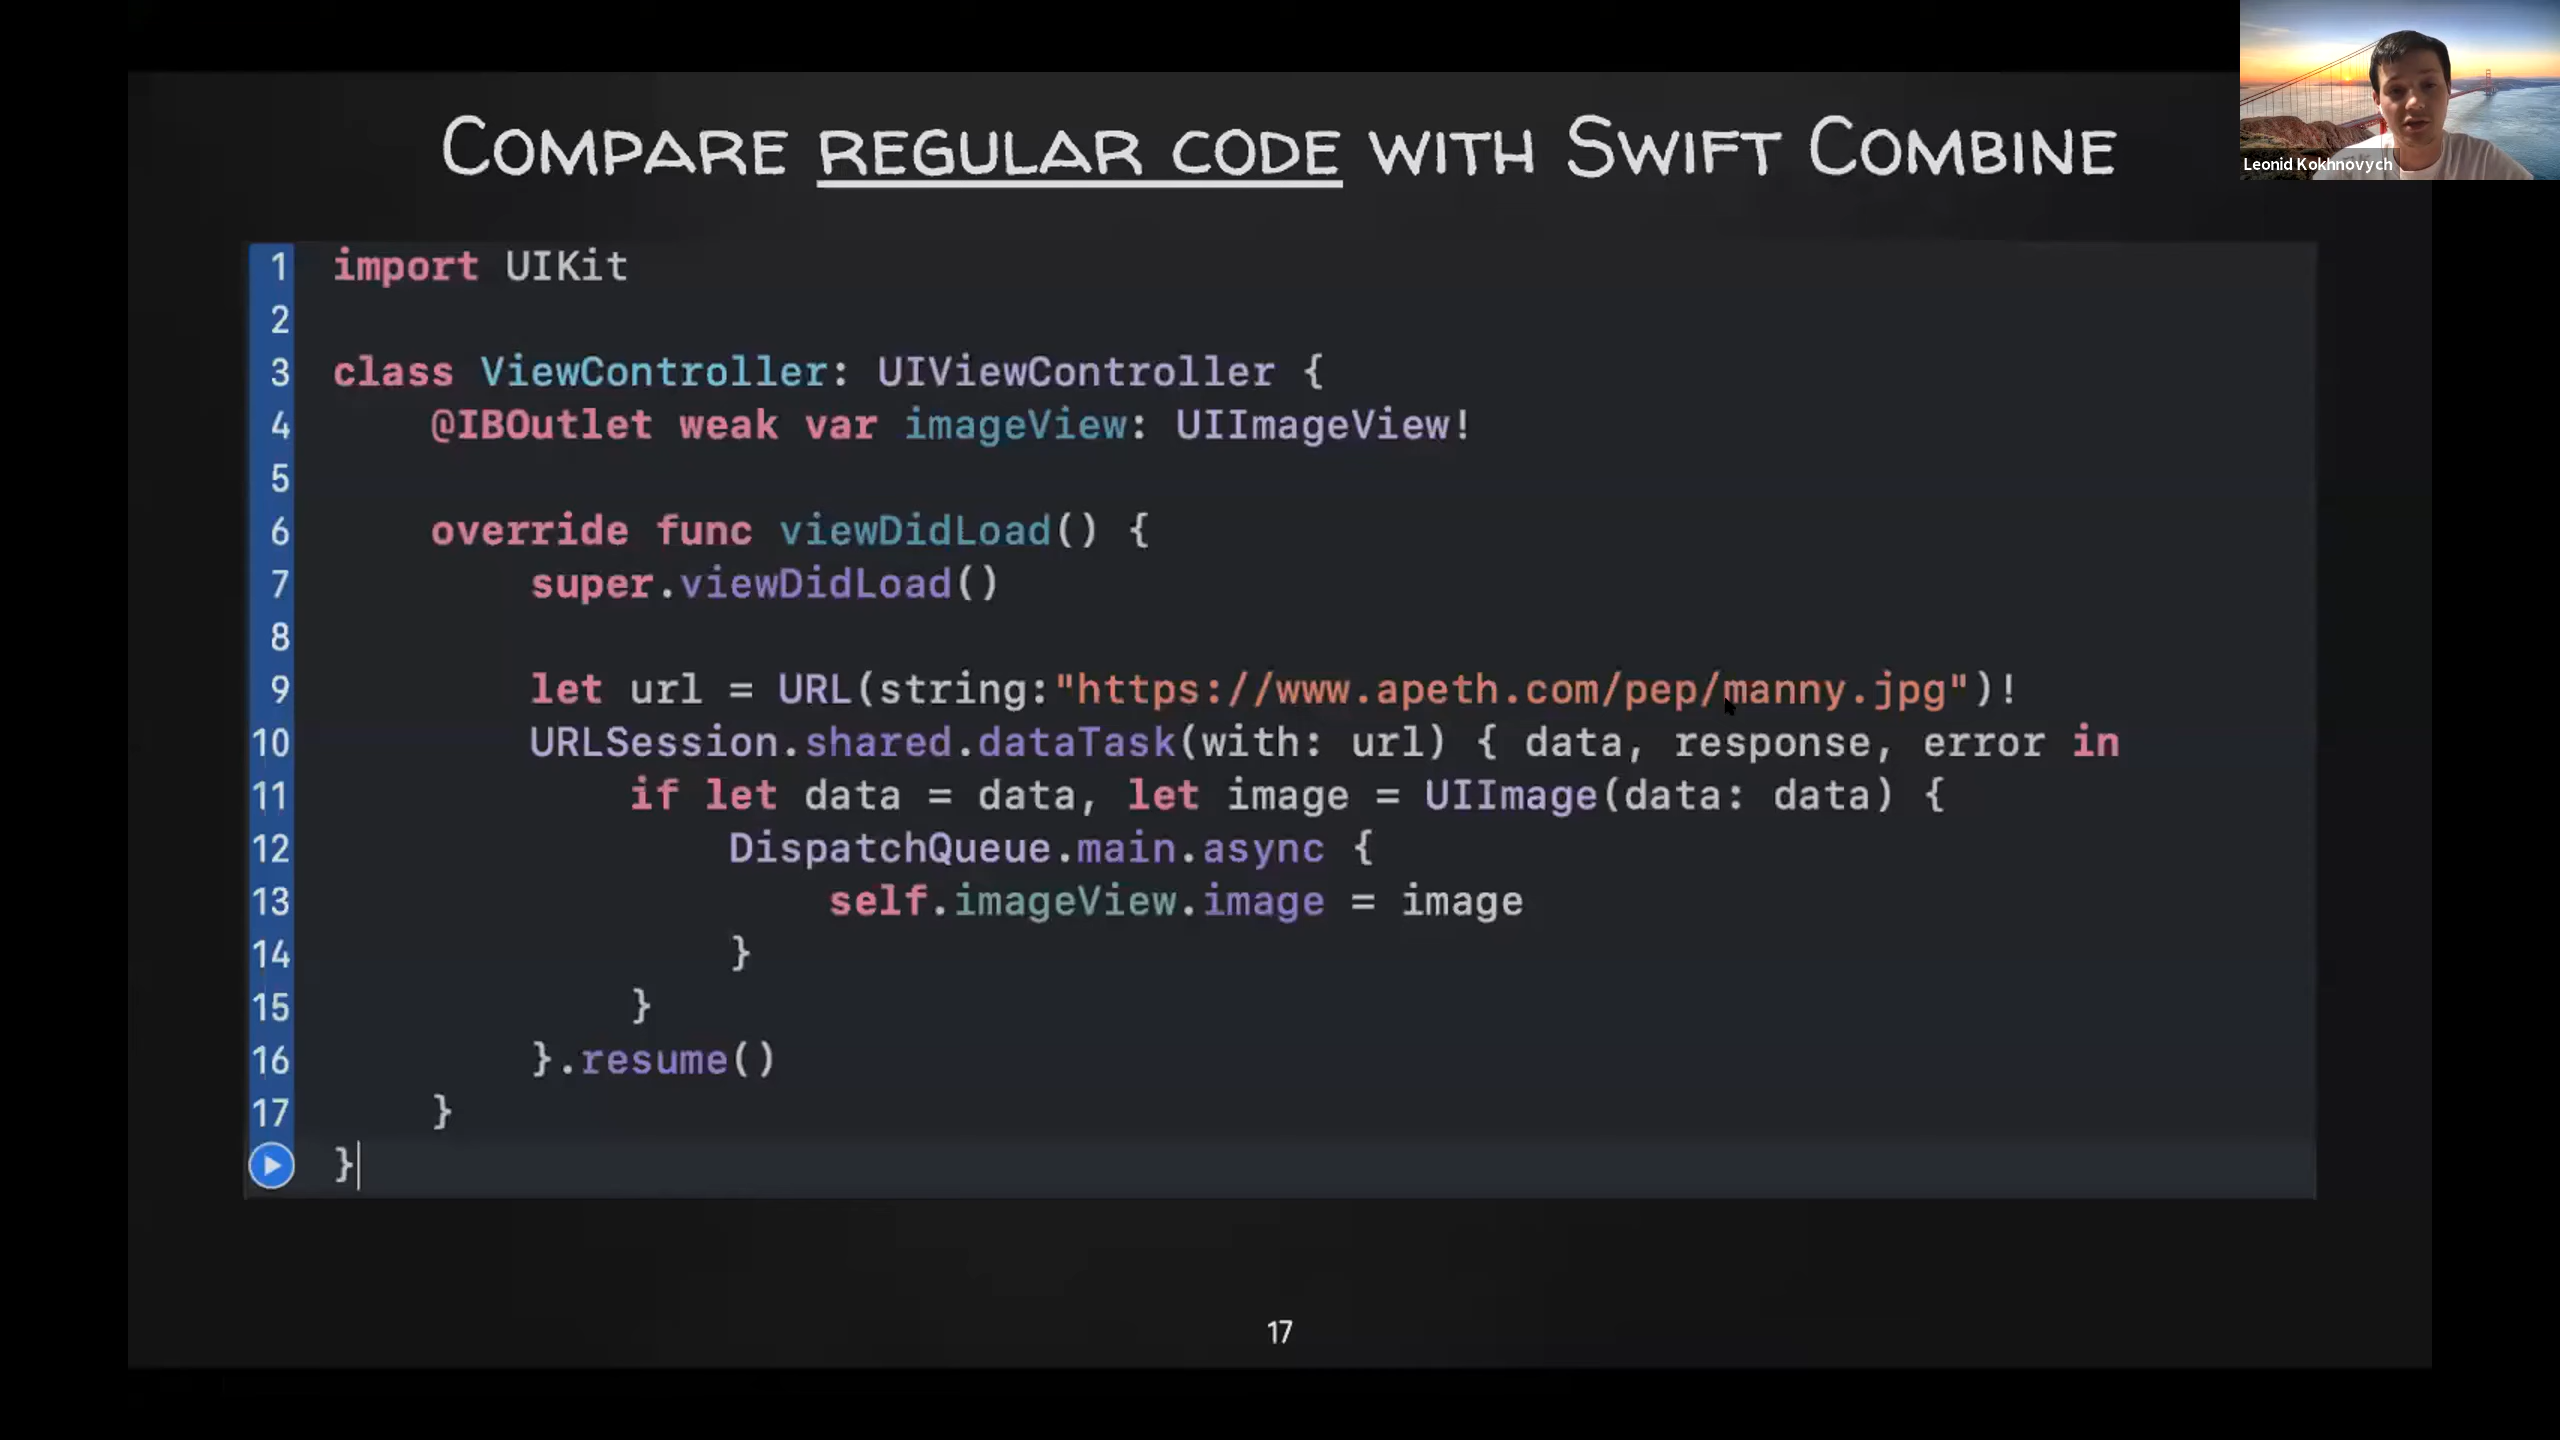 COMPARE REGULAR CODE WITH SWIFT COMBINE
Leonid Kokhnovych
1 import UIKit
2
3 class ViewController: UIViewController {
4 @IBOutlet weak var imageView: UIImageView!
5
6 override func viewDidLoad() {
7 super.viewDidLoad()
8
9 let url = URL(string:"https://www.apeth.com/pep/manny.jpg")!
10 URLSession.shared.dataTask(with: url) { data, response, error in
11 if let data = data, let image = UIImage(data: data) {
12 DispatchQueue.main.async {
13 self.imageView.image = image
14 }
15 }
16 }.resume()
17 }
}
17